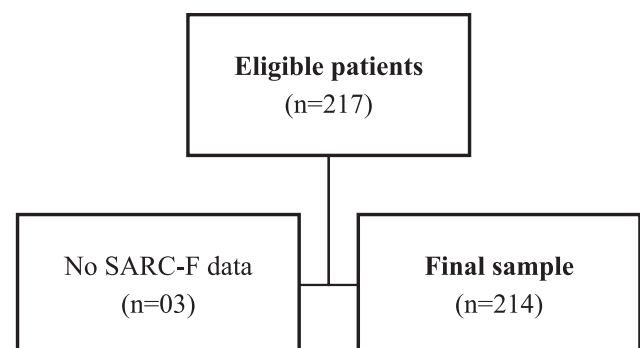 Eligible patients
(n=217)
No SARC-F data
(n=03)
Final sample
(n=214)